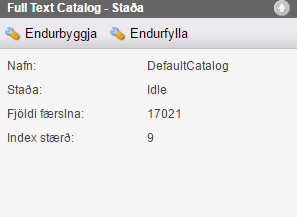 Full Text Catalog - Staða
Endurbyggja Endurfylla
Nafn: DefaultCatalog
Staða: Idle
Fjöldi færslna: 17021
Index stærð: 9